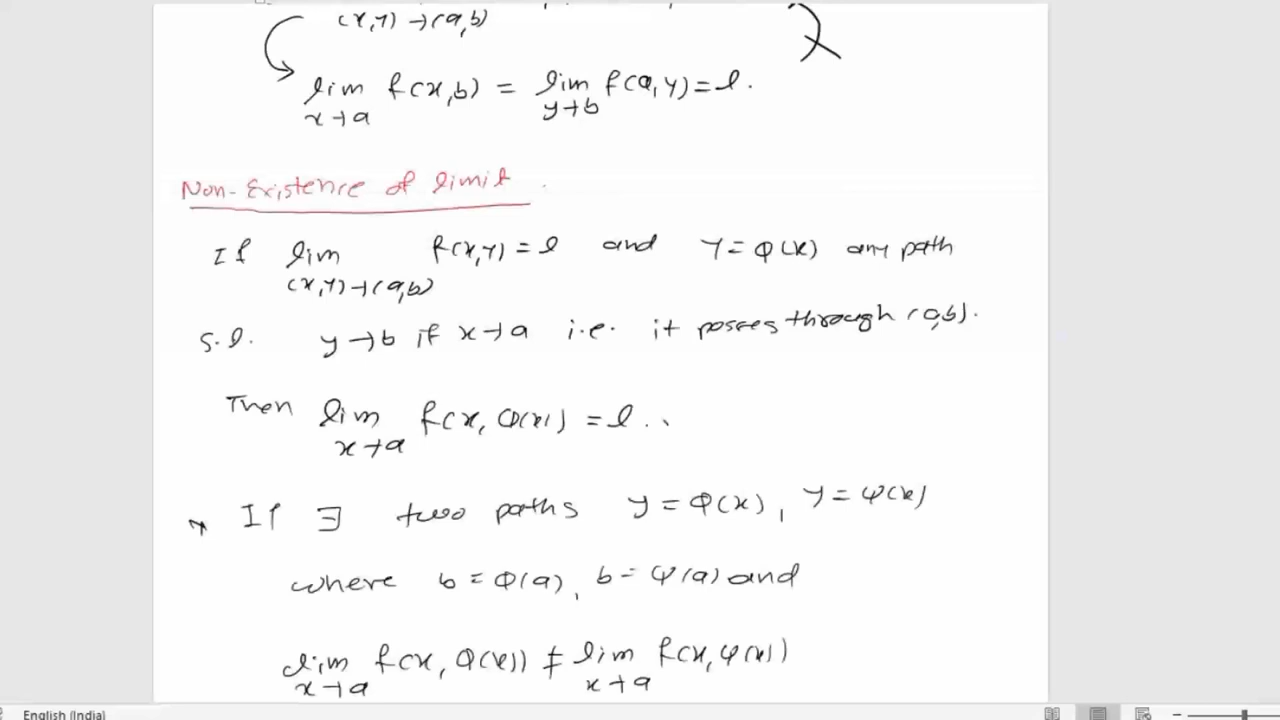 (x,y)→(a,b)
lim f(x,b) = lim f(a,y) = l.
x→a y→b
Non-Existence of limit.
If lim f(x,y) = l and y = φ(x) any path
(x,y)→(a,b)
s.t. y→b if x→a i.e. it passes through (a,b).
Then lim f(x, φ(x)) = l.
x→a
* If ∃ two paths y = φ(x), y = ψ(x)
where b = φ(a), b = ψ(a) and
lim f(x, φ(x)) ≠ lim f(x, ψ(x))
x→a x→a
English (India)